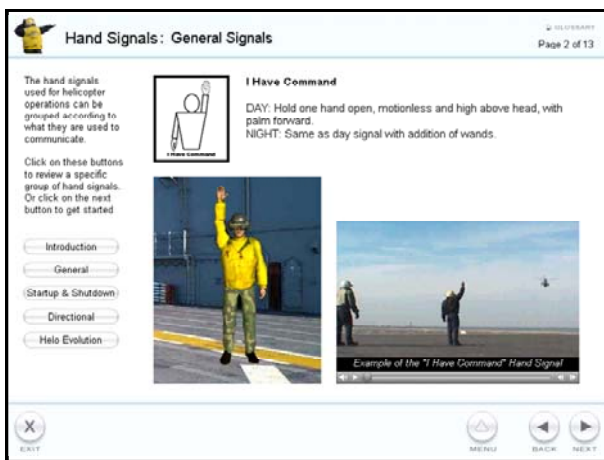 Hand Signals: General Signals
GLOSSARY
Page 2 of 13
The hand signals
used for helicopter
operations can be
grouped according to
what they are used to
communicate.
Click on these buttons
to review a specific
group of hand signals.
Or click on the next
button to get started
Introduction
General
Startup & Shutdown
Directional
Helo Evolution
I Have Command
I Have Command
DAY: Hold one hand open, motionless and high above head, with
palm forward.
NIGHT: Same as day signal with addition of wands.
Example of the "I Have Command" Hand Signal
X
EXIT
MENU
BACK
NEXT